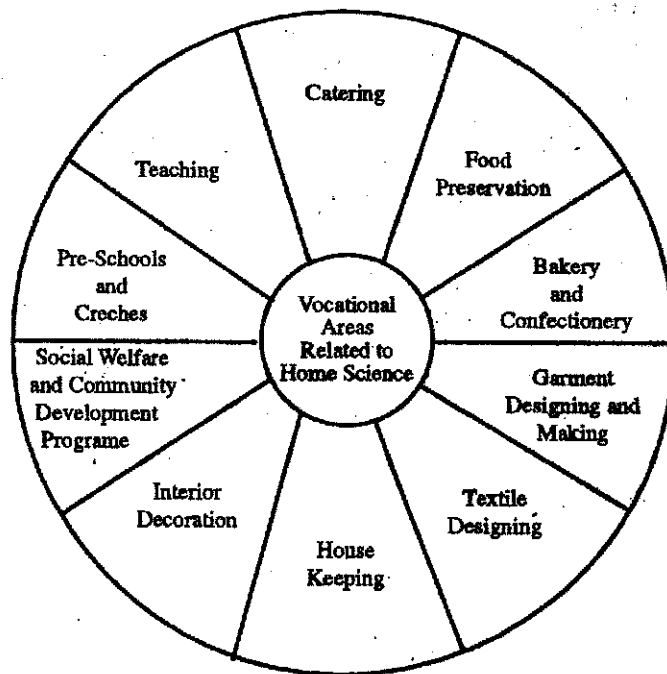 Catering
Food
Preservation
Bakery
and
Confectionery
Garment
Designing and
Making
Textile
Designing
House
Keeping
Interior
Decoration
Social Welfare
and Community
Development
Programe
Pre-Schools
and
Creches
Teaching
Vocational
Areas
Related to
Home Science